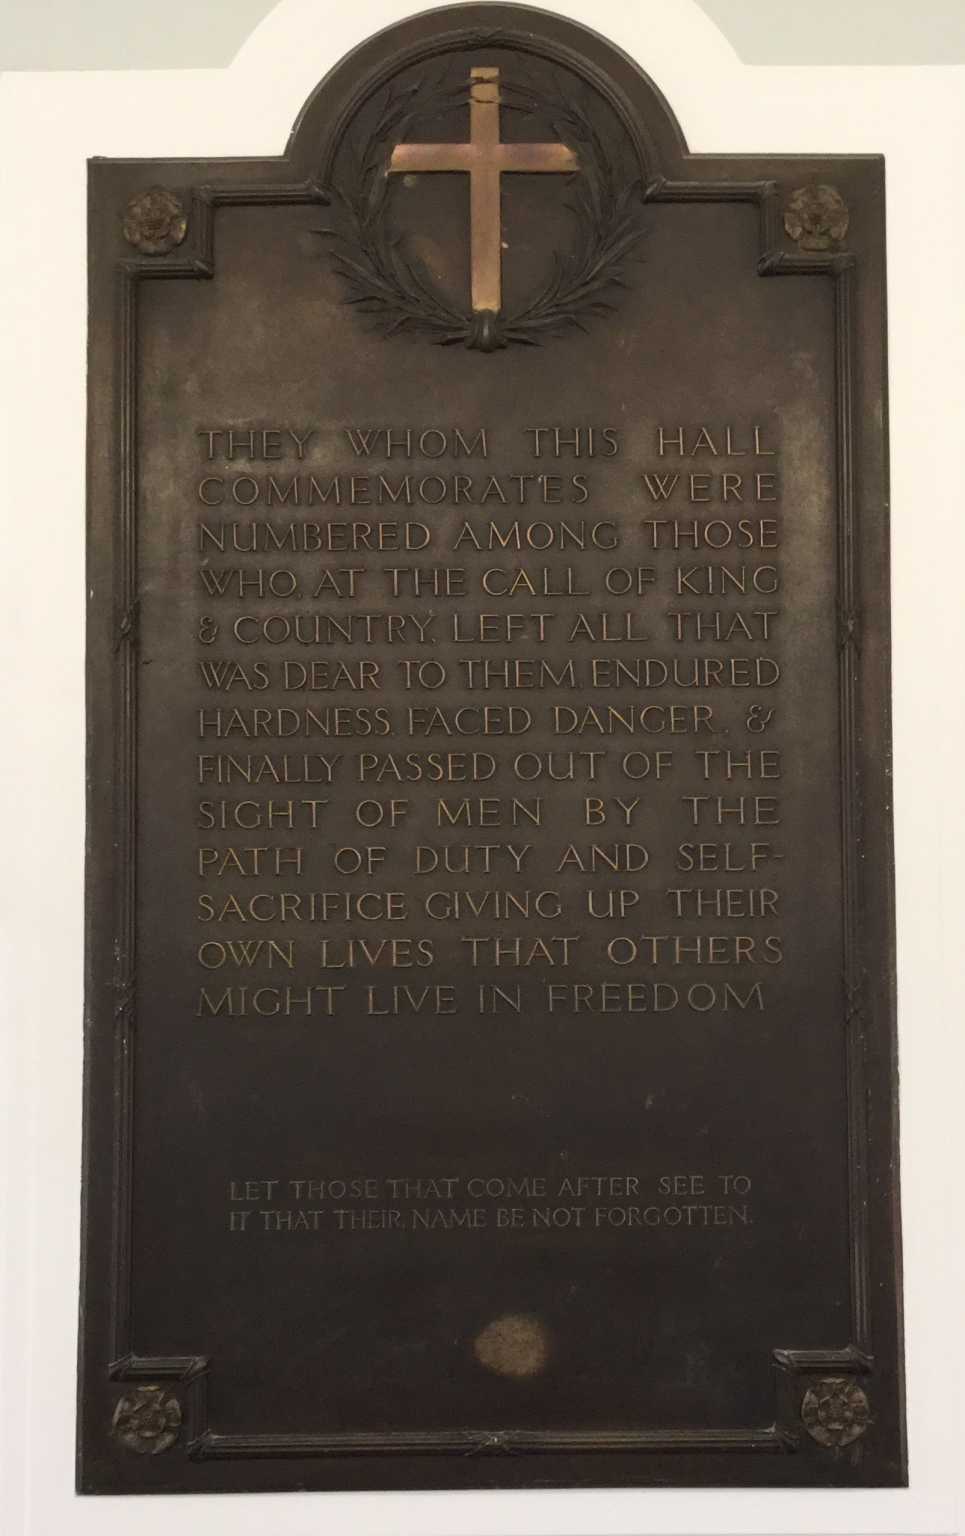 THEY WHOM THIS HALL
COMMEMORATES WERE
NUMBERED AMONG THOSE
WHO, AT THE CALL OF KING
& COUNTRY, LEFT ALL THAT
WAS DEAR TO THEM, ENDURED
HARDNESS, FACED DANGER, &
FINALLY PASSED OUT OF THE
SIGHT OF MEN BY THE
PATH OF DUTY AND SELF-
SACRIFICE GIVING UP THEIR
OWN LIVES THAT OTHERS
MIGHT LIVE IN FREEDOM
LET THOSE THAT COME AFTER SEE TO
IT THAT THEIR NAME BE NOT FORGOTTEN.